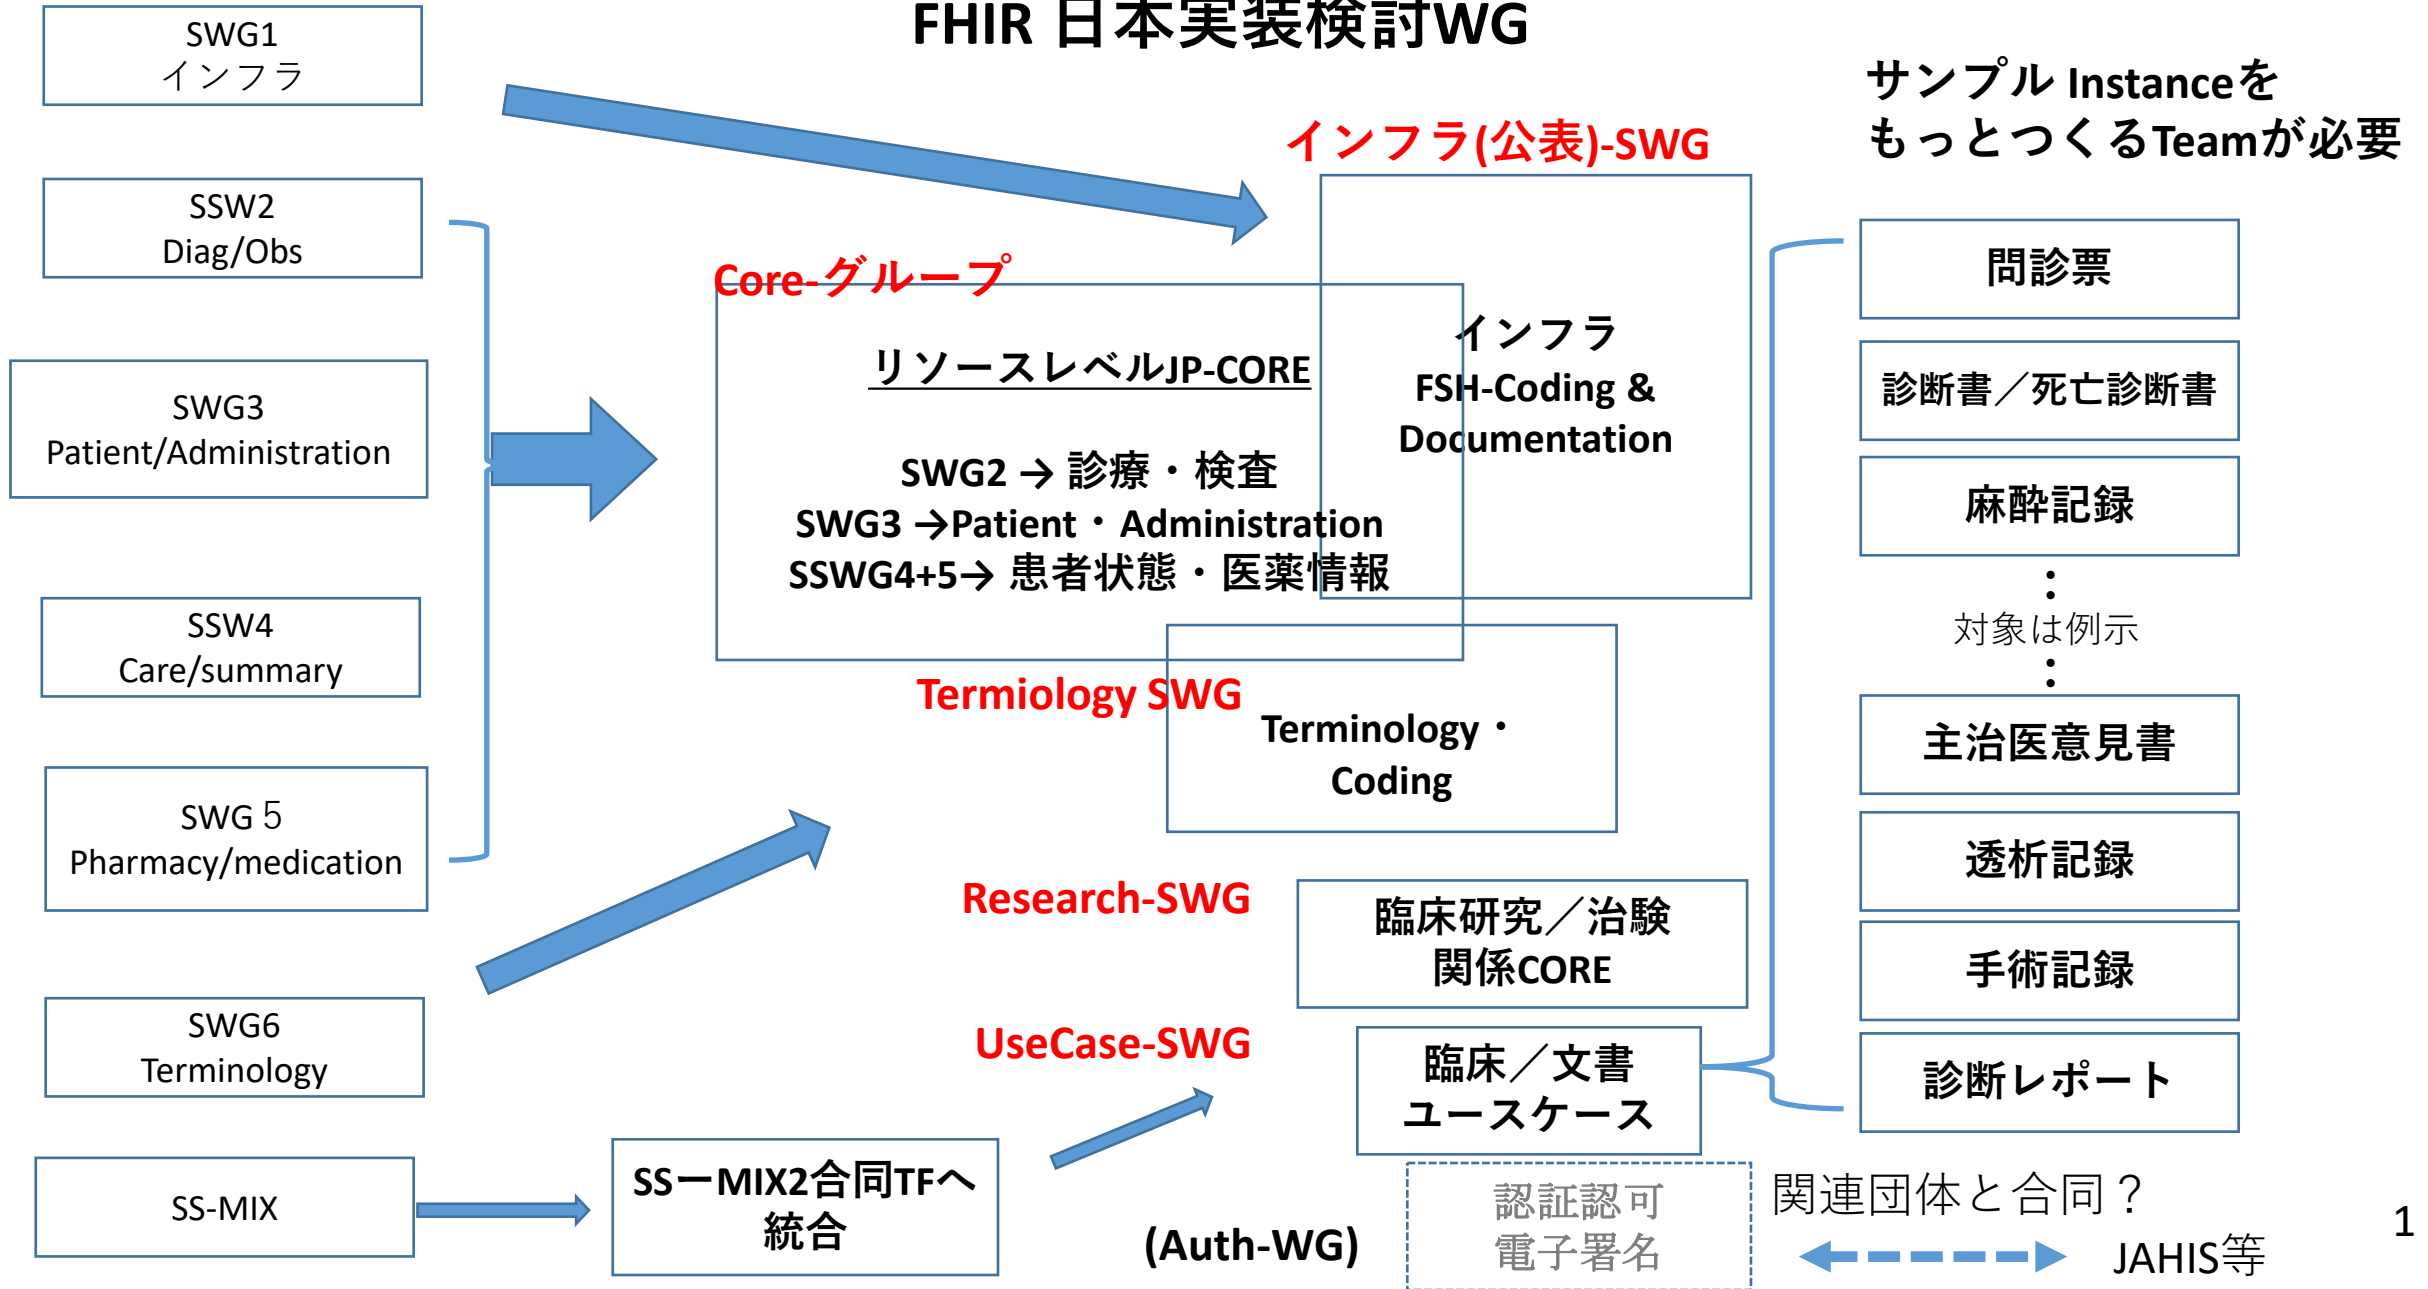 FHIR 日本実装検討WG
SWG1
インフラ
SSW2
Diag/Obs
SWG3
Patient/Administration
SSW4
Care/summary
SWG５
Pharmacy/medication
SWG6
Terminology
SS-MIX
SSーMIX2合同TFへ
統合
Core-グループ
リソースレベルJP-CORE
SWG2 → 診療・検査
SWG3 →Patient・Administration
SSWG4+5→ 患者状態・医薬情報
インフラ(公表)-SWG
インフラ
FSH-Coding &
Documentation
Termiology SWG
Terminology・
Coding
Research-SWG
臨床研究／治験
関係CORE
UseCase-SWG
臨床／文書
ユースケース
(Auth-WG)
認証認可
電子署名
サンプル Instanceを
もっとつくるTeamが必要
問診票
診断書／死亡診断書
麻酔記録
：
対象は例示
：
主治医意見書
透析記録
手術記録
診断レポート
関連団体と合同？
JAHIS等
1